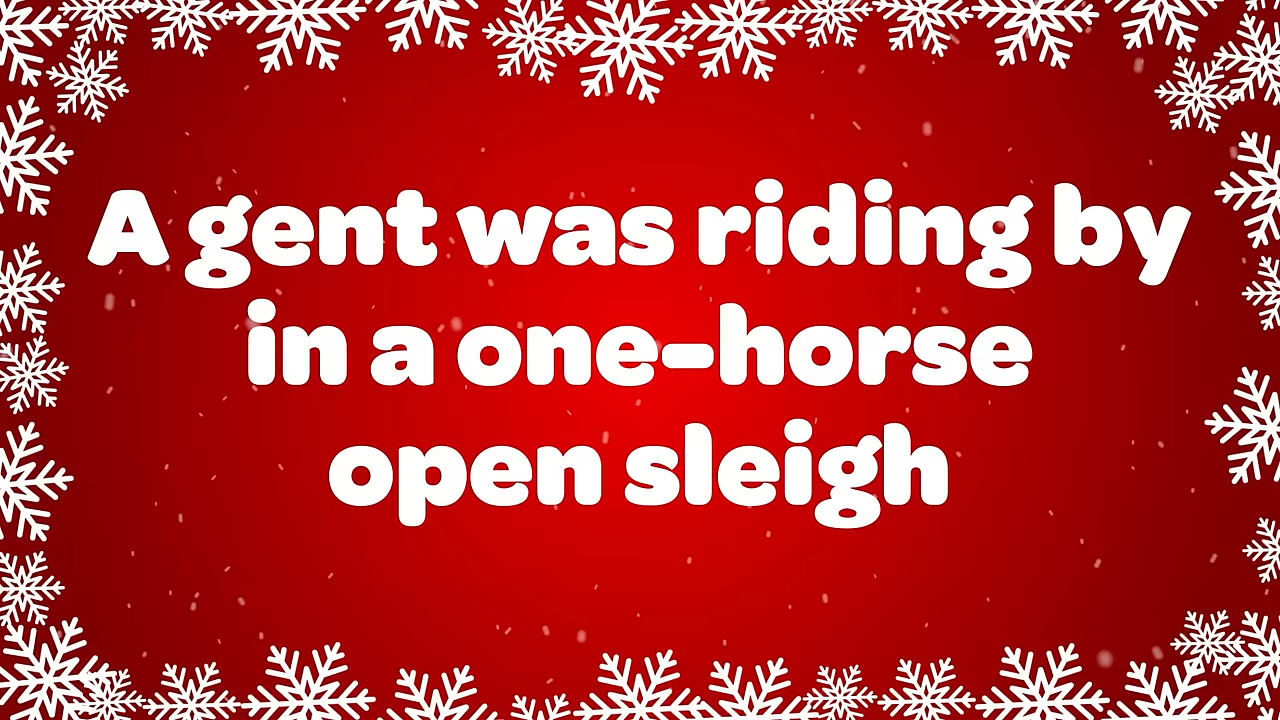 A gent was riding by
in a one-horse
open sleigh